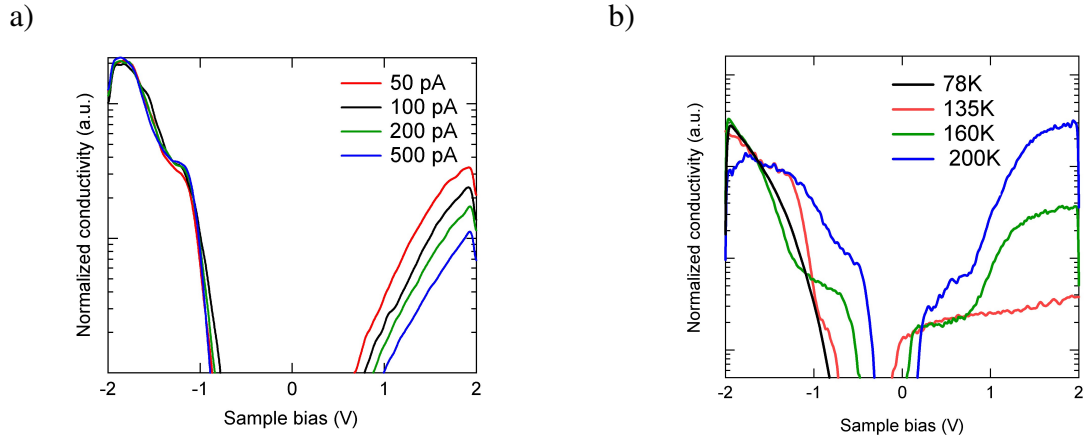 a)
Normalized conductivity (a.u.)
50 pA
100 pA
200 pA
500 pA
-2
-1
0
1
2
Sample bias (V)
b)
Normalized conductivity (a.u.)
78K
135K
160K
200K
-2
-1
0
1
2
Sample bias (V)